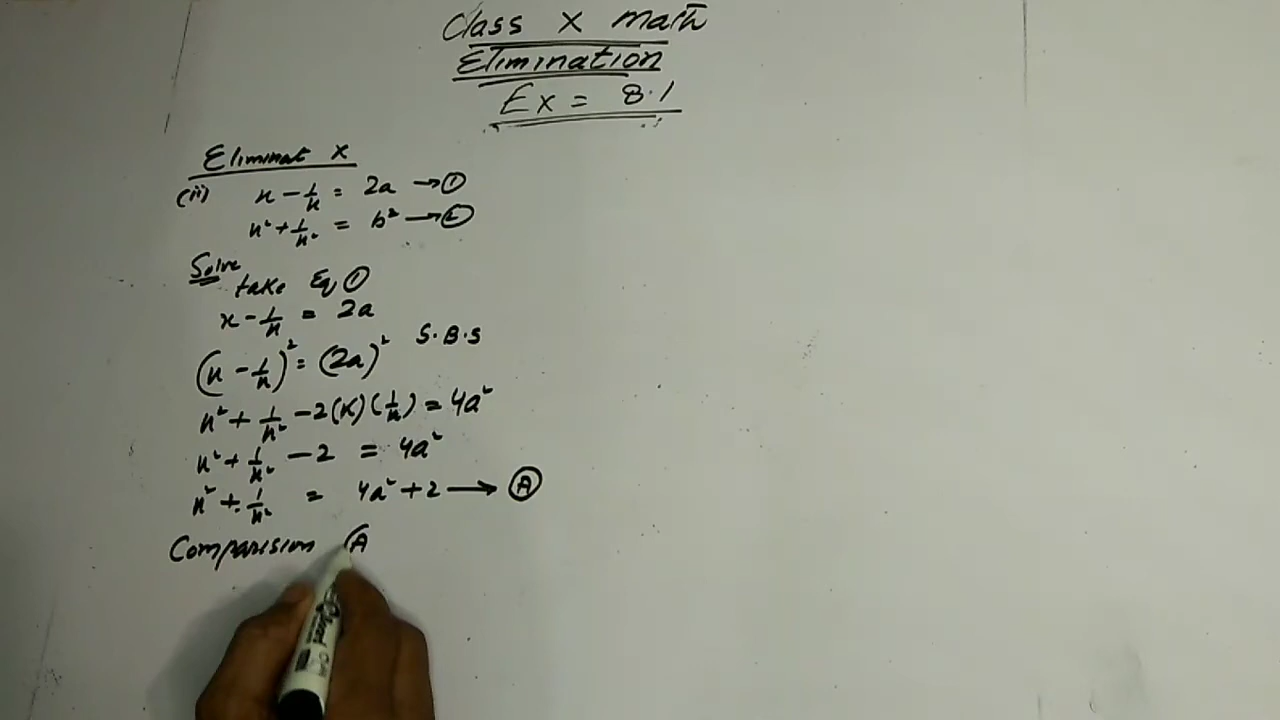 Class X math
Elimination
Ex = 8.1
Eliminat X
(ii) x - 1/x = 2a → ①
x² + 1/x² = b² → ②
Solve
take Eq ①
x - 1/x = 2a
(x - 1/x)² = (2a)² S.B.S
x² + 1/x² - 2(x)(1/x) = 4a²
x² + 1/x² - 2 = 4a²
x² + 1/x² = 4a² + 2 → Ⓐ
Comparision (A